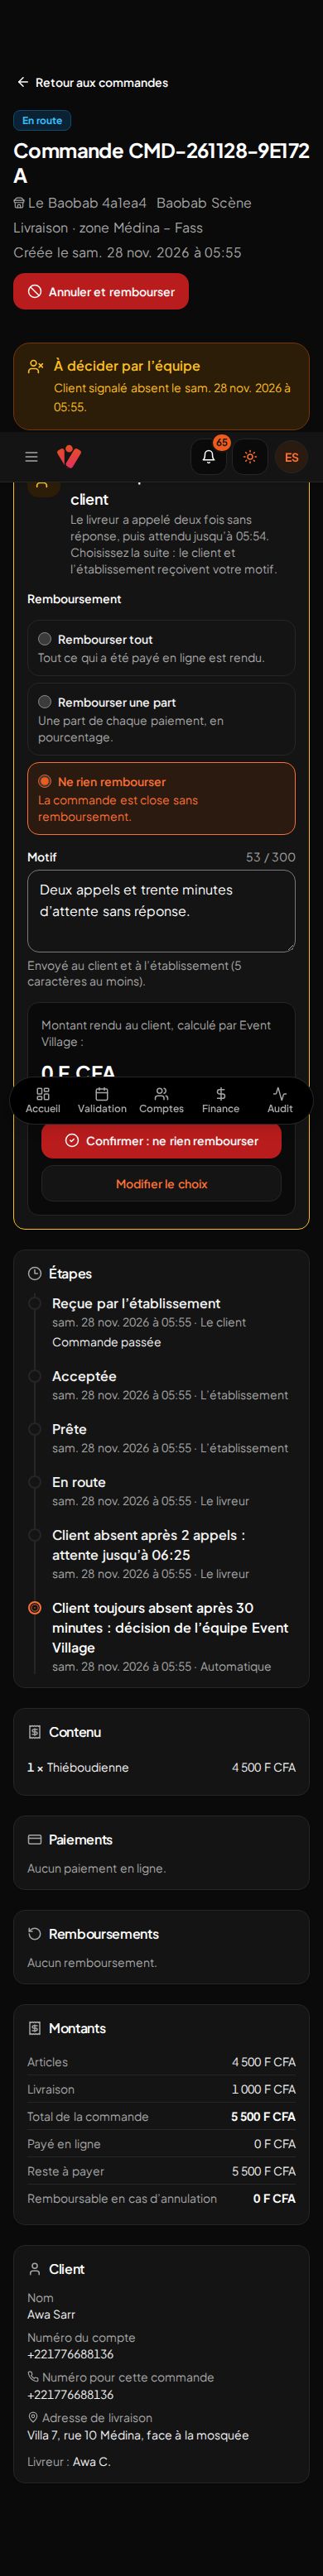 Retour aux commandes
En route
Commande CMD-261128-9E172
A
Le Baobab 4a1ea4 Baobab Scène
Livraison · zone Médina – Fass
Créée le sam. 28 nov. 2026 à 05:55
Annuler et rembourser
À décider par l'équipe
Client signalé absent le sam. 28 nov. 2026 à
05:55.
65
ES
client
Le livreur a appelé deux fois sans
réponse, puis attendu jusqu'à 05:54.
Choisissez la suite : le client et
l'établissement reçoivent votre motif.
Remboursement
Rembourser tout
Tout ce qui a été payé en ligne est rendu.
Rembourser une part
Une part de chaque paiement, en
pourcentage.
Ne rien rembourser
La commande est close sans
remboursement.
Motif 53 / 300
Deux appels et trente minutes
d'attente sans réponse.
Envoyé au client et à l'établissement (5
caractères au moins).
Montant rendu au client, calculé par Event
Village :
0 F CFA
Accueil Validation Comptes Finance Audit
Confirmer : ne rien rembourser
Modifier le choix
Étapes
Reçue par l'établissement
sam. 28 nov. 2026 à 05:55 · Le client
Commande passée
Acceptée
sam. 28 nov. 2026 à 05:55 · L'établissement
Prête
sam. 28 nov. 2026 à 05:55 · L'établissement
En route
sam. 28 nov. 2026 à 05:55 · Le livreur
Client absent après 2 appels :
attente jusqu'à 06:25
sam. 28 nov. 2026 à 05:55 · Le livreur
Client toujours absent après 30
minutes : décision de l'équipe Event
Village
sam. 28 nov. 2026 à 05:55 · Automatique
Contenu
1 × Thiéboudienne 4 500 F CFA
Paiements
Aucun paiement en ligne.
Remboursements
Aucun remboursement.
Montants
Articles 4 500 F CFA
Livraison 1 000 F CFA
Total de la commande 5 500 F CFA
Payé en ligne 0 F CFA
Reste à payer 5 500 F CFA
Remboursable en cas d'annulation 0 F CFA
Client
Nom
Awa Sarr
Numéro du compte
+221776688136
Numéro pour cette commande
+221776688136
Adresse de livraison
Villa 7, rue 10 Médina, face à la mosquée
Livreur : Awa C.